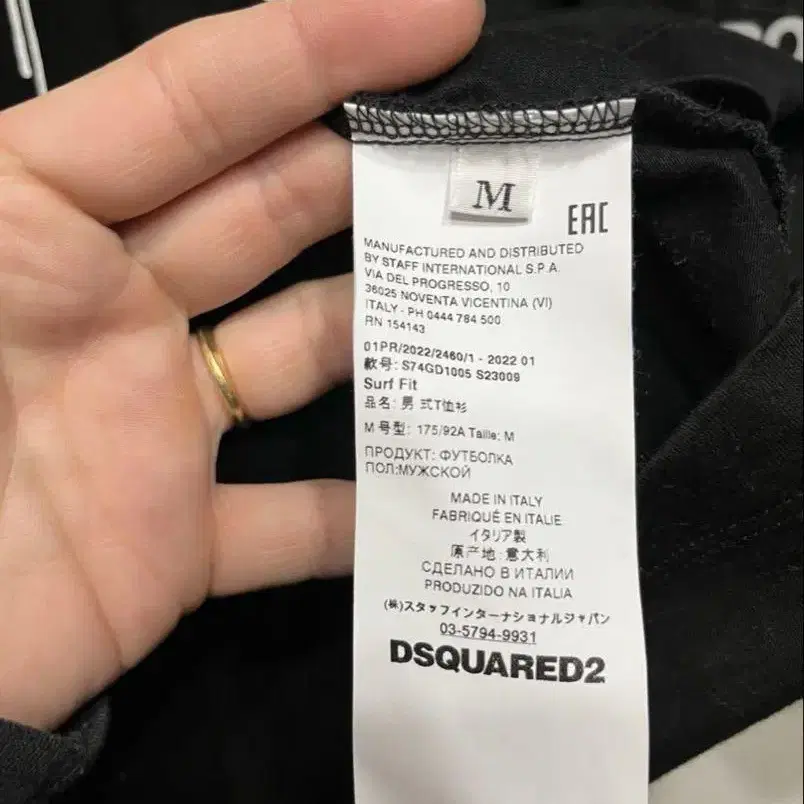 M
EAC
MANUFACTURED AND DISTRIBUTED
BY STAFF INTERNATIONAL S.P.A.
VIA DEL PROGRESSO, 10
36025 NOVENTA VICENTINA (VI)
ITALY - PH 0444 784 500
RN 154143
01PR/2022/2460/1 - 2022 01
款号: S74GD1005 S23009
Surf Fit
品名: 男 式T恤衫
M 号型: 175/92A Taille: M
ПРОДУКТ: ФУТБОЛКА
ПОЛ:МУЖСКОЙ
MADE IN ITALY
FABRIQUÉ EN ITALIE
イタリア製
原产地: 意大利
СДЕЛАНО В ИТАЛИИ
PRODUZIDO NA ITALIA
(株)スタッフインターナショナルジャパン
03-5794-9931
DSQUARED2